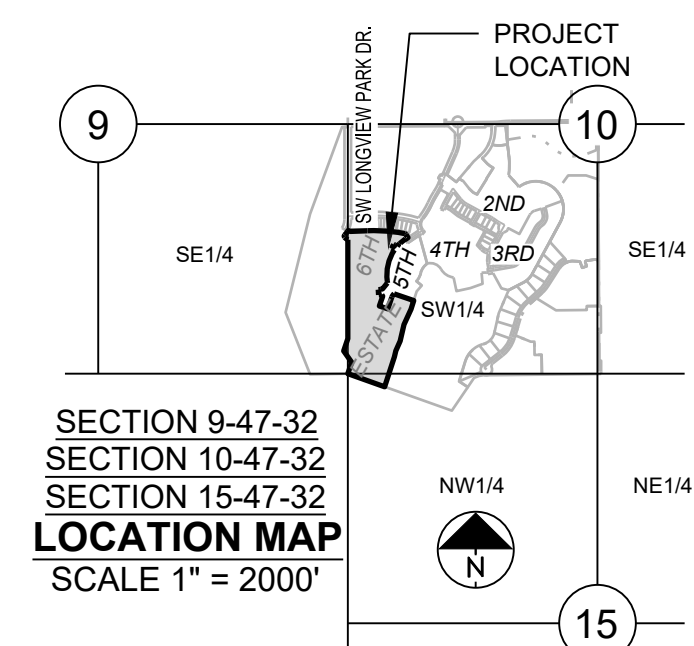 PROJECT
LOCATION
SW LONGVIEW PARK DR.
9
10
2ND
SE1/4
6TH
5TH
4TH
3RD
SE1/4
SW1/4
ESTATE
SECTION 9-47-32
SECTION 10-47-32
SECTION 15-47-32
LOCATION MAP
SCALE 1" = 2000'
NW1/4
NE1/4
N
15